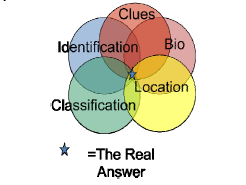 Clues
Identification Bio
Location
Classification
=The Real
Answer